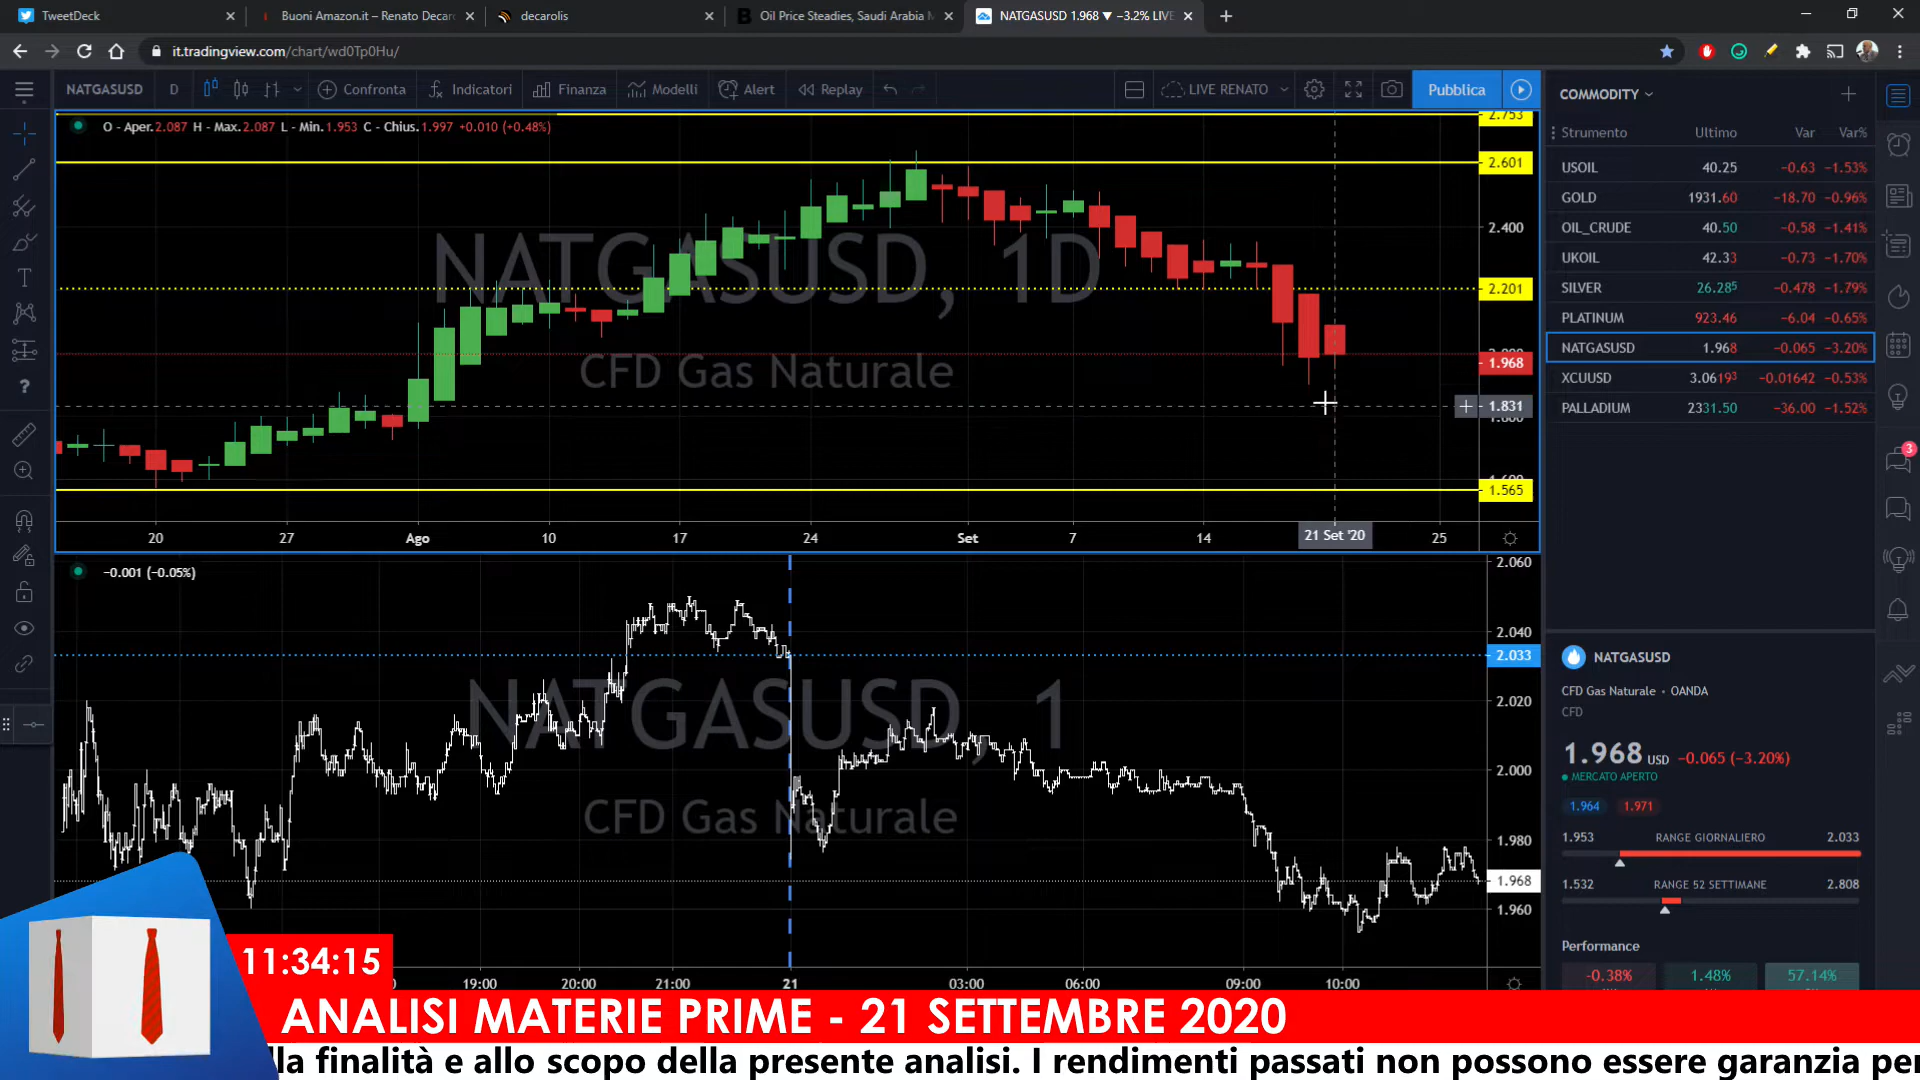 TweetDeck
Buoni Amazon.it – Renato Decaro
decarolis
Oil Price Steadies, Saudi Arabia M
NATGASUSD 1.968 ▼ −3.2% LIVE
it.tradingview.com/chart/wd0Tp0Hu/
NATGASUSD D Confronta Indicatori Finanza Modelli Alert Replay LIVE RENATO Pubblica
O - Aper.2.087 H - Max.2.087 L - Min.1.953 C - Chius.1.997 +0.010 (+0.48%)
NATGASUSD, 1D
CFD Gas Naturale
2.753
2.601
2.400
2.201
1.968
1.831
1.800
1.565
20 27 Ago 10 17 24 Set 7 14 21 Set '20 25
−0.001 (−0.05%)
NATGASUSD, 1
CFD Gas Naturale
2.060
2.040
2.033
2.020
2.000
1.980
1.968
1.960
19:00 20:00 21:00 21 03:00 06:00 09:00 10:00
COMMODITY
Strumento Ultimo Var Var%
USOIL 40.25 −0.63 −1.53%
GOLD 1931.60 −18.70 −0.96%
OIL_CRUDE 40.50 −0.58 −1.41%
UKOIL 42.33 −0.73 −1.70%
SILVER 26.285 −0.478 −1.79%
PLATINUM 923.46 −6.04 −0.65%
NATGASUSD 1.968 −0.065 −3.20%
XCUUSD 3.06193 −0.01642 −0.53%
PALLADIUM 2331.50 −36.00 −1.52%
3
NATGASUSD
CFD Gas Naturale • OANDA
CFD
1.968 USD −0.065 (−3.20%)
MERCATO APERTO
1.964 1.971
1.953 RANGE GIORNALIERO 2.033
1.532 RANGE 52 SETTIMANE 2.808
Performance
-0.38% 1.48% 57.14%
11:34:15
ANALISI MATERIE PRIME - 21 SETTEMBRE 2020
lla finalità e allo scopo della presente analisi. I rendimenti passati non possono essere garanzia per